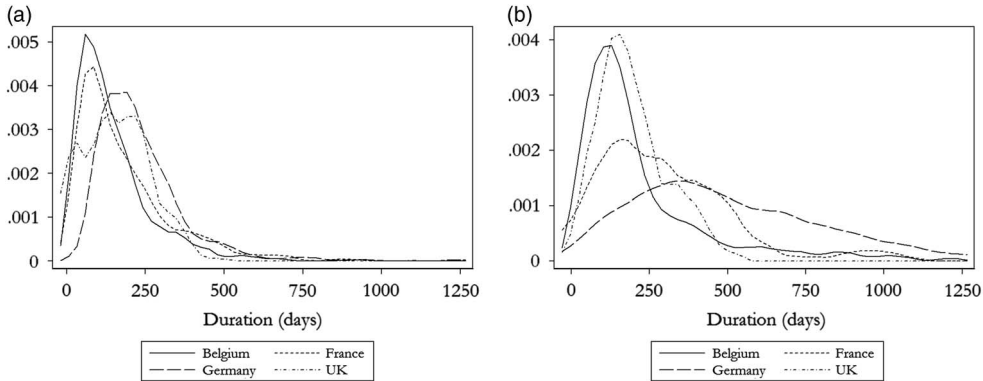 (a)
.005
.004
.003
.002
.001
0
0 250 500 750 1000 1250
Duration (days)
Belgium France
Germany UK
(b)
.004
.003
.002
.001
0
0 250 500 750 1000 1250
Duration (days)
Belgium France
Germany UK